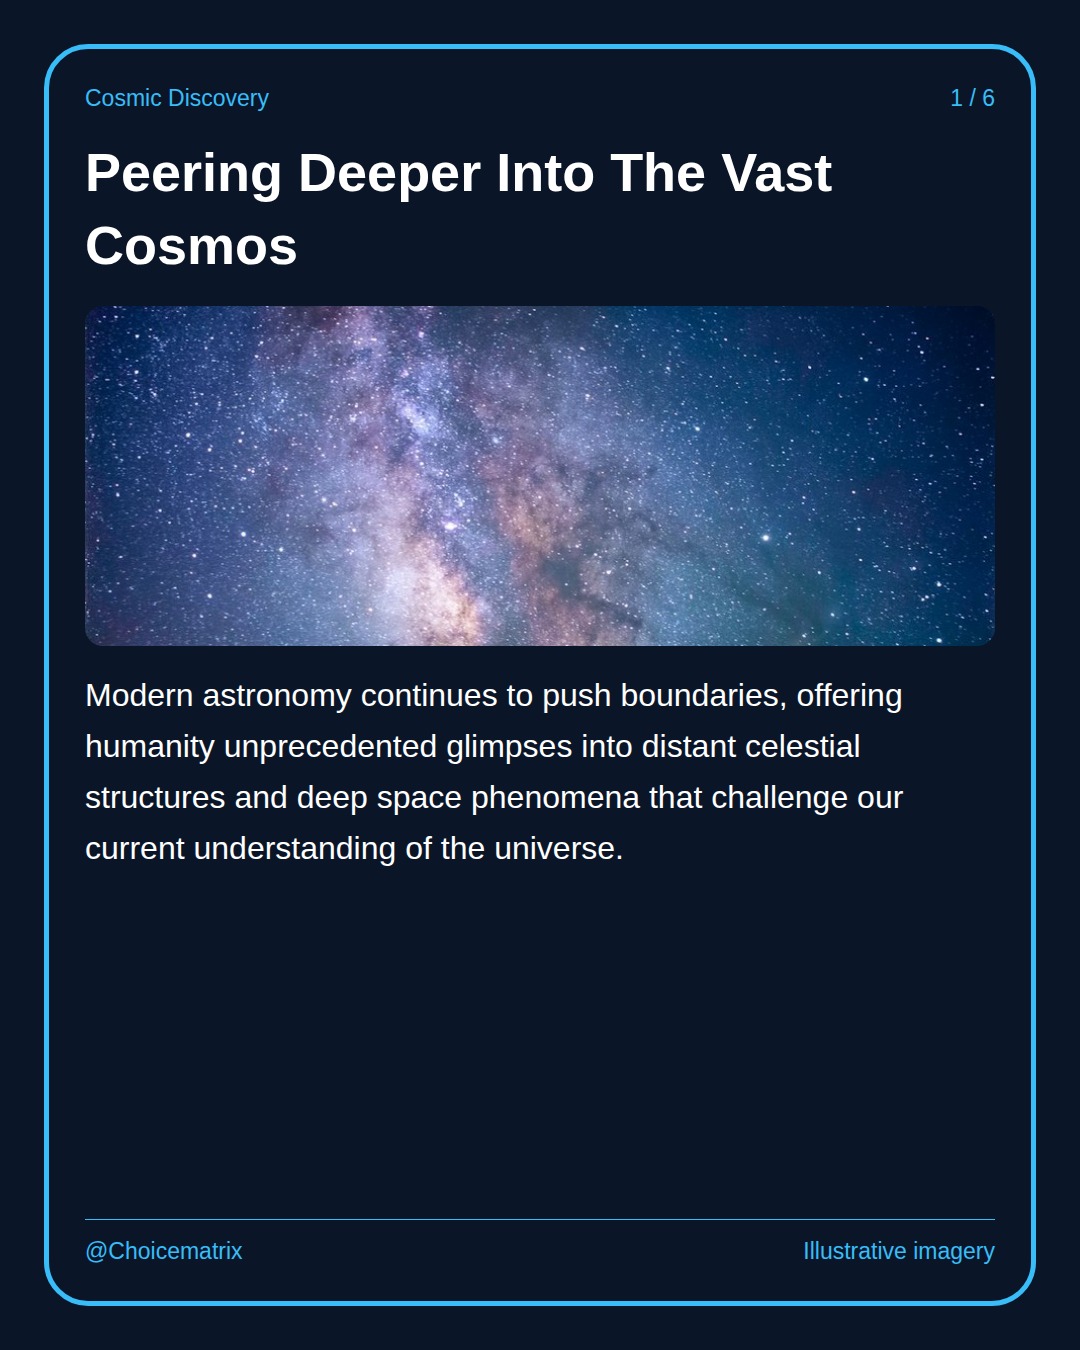 Cosmic Discovery
1 / 6
Peering Deeper Into The Vast
Cosmos
Modern astronomy continues to push boundaries, offering
humanity unprecedented glimpses into distant celestial
structures and deep space phenomena that challenge our
current understanding of the universe.
@Choicematrix
Illustrative imagery